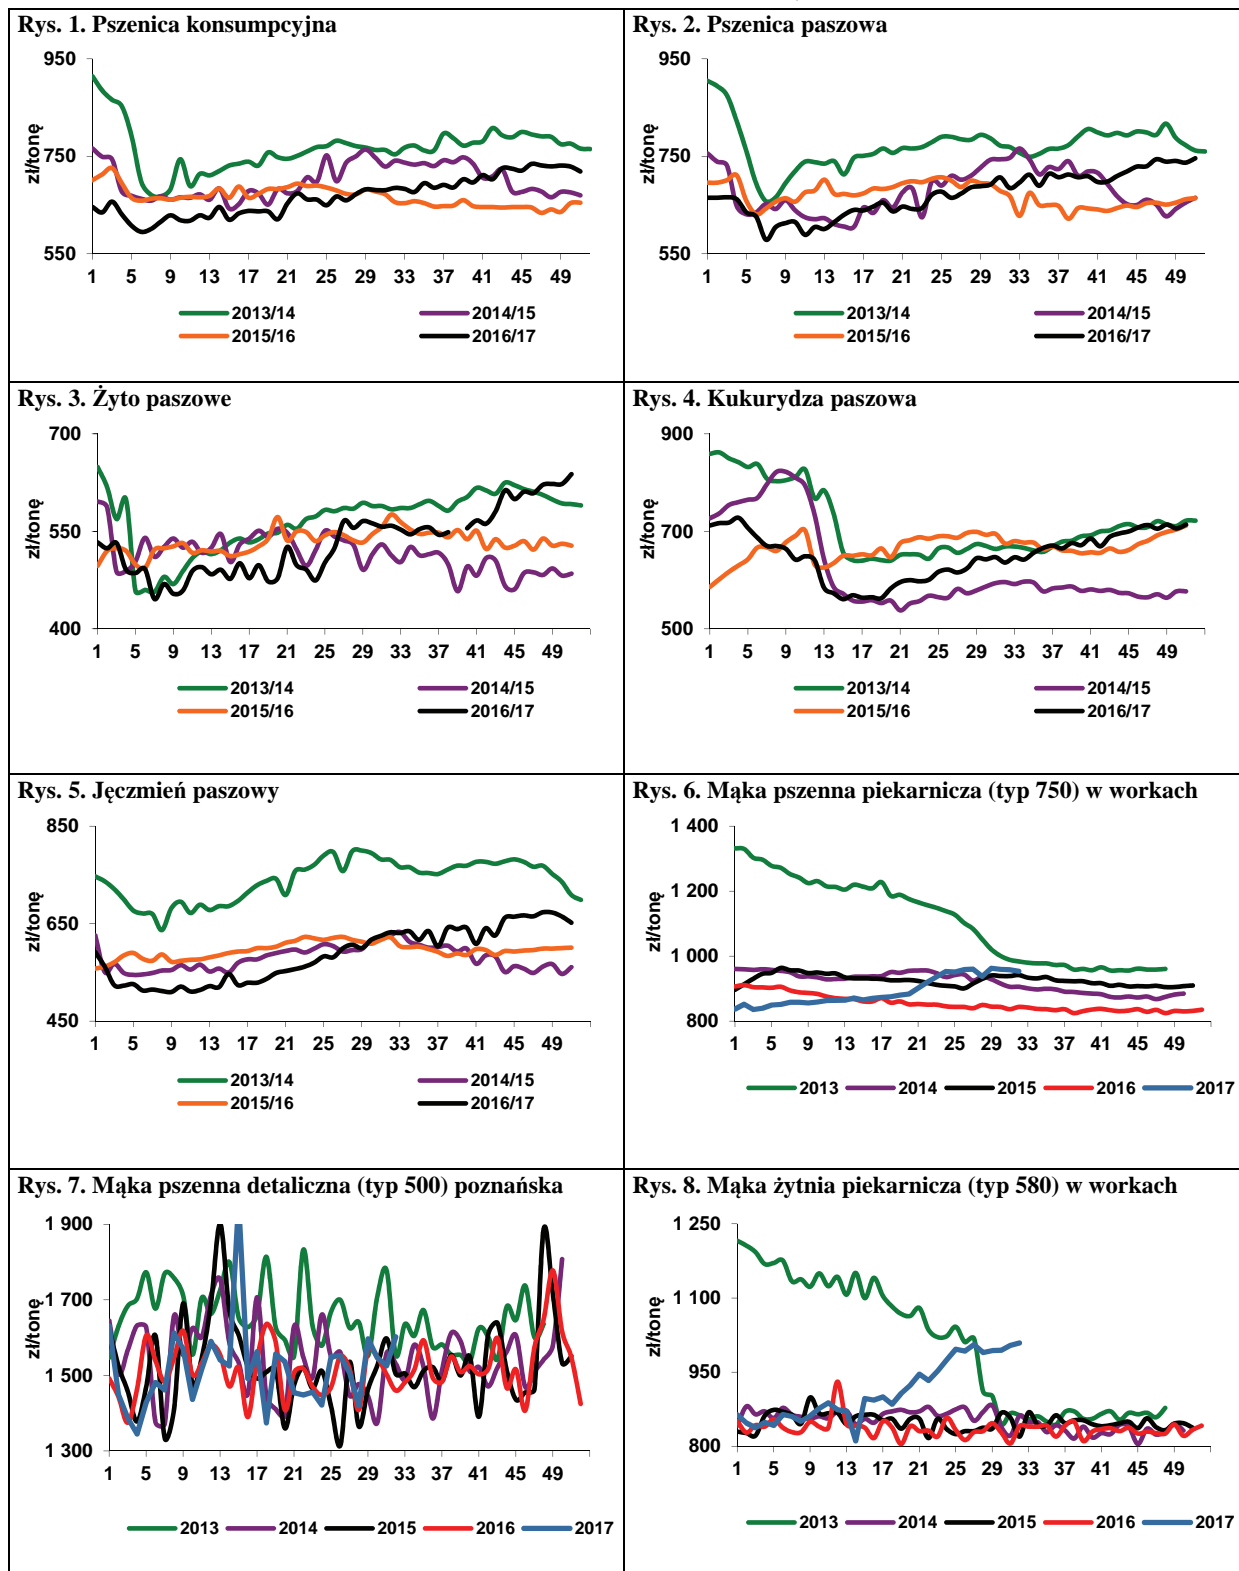 Rys. 1. Pszenica konsumpcyjna
zł/tonę
950
750
550
1 5 9 13 17 21 25 29 33 37 41 45 49
2013/14 2014/15
2015/16 2016/17
Rys. 2. Pszenica paszowa
zł/tonę
950
750
550
1 5 9 13 17 21 25 29 33 37 41 45 49
2013/14 2014/15
2015/16 2016/17
Rys. 3. Żyto paszowe
zł/tonę
700
550
400
1 5 9 13 17 21 25 29 33 37 41 45 49
2013/14 2014/15
2015/16 2016/17
Rys. 4. Kukurydza paszowa
zł/tonę
900
700
500
1 5 9 13 17 21 25 29 33 37 41 45 49
2013/14 2014/15
2015/16 2016/17
Rys. 5. Jęczmień paszowy
zł/tonę
850
650
450
1 5 9 13 17 21 25 29 33 37 41 45 49
2013/14 2014/15
2015/16 2016/17
Rys. 6. Mąka pszenna piekarnicza (typ 750) w workach
zł/tonę
1 400
1 200
1 000
800
1 5 9 13 17 21 25 29 33 37 41 45 49
2013 2014 2015 2016 2017
Rys. 7. Mąka pszenna detaliczna (typ 500) poznańska
zł/tonę
1 900
1 700
1 500
1 300
1 5 9 13 17 21 25 29 33 37 41 45 49
2013 2014 2015 2016 2017
Rys. 8. Mąka żytnia piekarnicza (typ 580) w workach
zł/tonę
1 250
1 100
950
800
1 5 9 13 17 21 25 29 33 37 41 45 49
2013 2014 2015 2016 2017